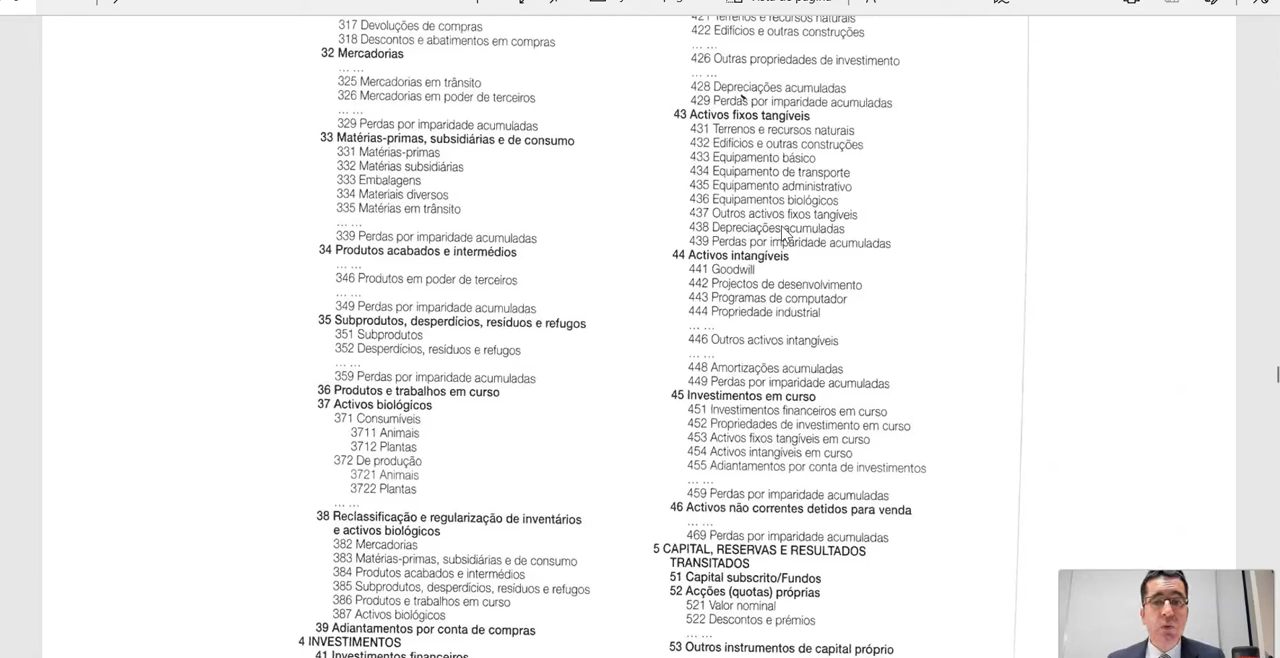 Vista de página
317 Devoluções de compras
318 Descontos e abatimentos em compras
32 Mercadorias
... ...
325 Mercadorias em trânsito
326 Mercadorias em poder de terceiros
... ...
329 Perdas por imparidade acumuladas
33 Matérias-primas, subsidiárias e de consumo
331 Matérias-primas
332 Matérias subsidiárias
333 Embalagens
334 Materiais diversos
335 Matérias em trânsito
... ...
339 Perdas por imparidade acumuladas
34 Produtos acabados e intermédios
... ...
346 Produtos em poder de terceiros
... ...
349 Perdas por imparidade acumuladas
35 Subprodutos, desperdícios, resíduos e refugos
351 Subprodutos
352 Desperdícios, resíduos e refugos
... ...
359 Perdas por imparidade acumuladas
36 Produtos e trabalhos em curso
37 Activos biológicos
371 Consumíveis
3711 Animais
3712 Plantas
372 De produção
3721 Animais
3722 Plantas
... ...
38 Reclassificação e regularização de inventários
e activos biológicos
382 Mercadorias
383 Matérias-primas, subsidiárias e de consumo
384 Produtos acabados e intermédios
385 Subprodutos, desperdícios, resíduos e refugos
386 Produtos e trabalhos em curso
387 Activos biológicos
39 Adiantamentos por conta de compras
4 INVESTIMENTOS
41 Investimentos financeiros
421 Terrenos e recursos naturais
422 Edifícios e outras construções
... ...
426 Outras propriedades de investimento
... ...
428 Depreciações acumuladas
429 Perdas por imparidade acumuladas
43 Activos fixos tangíveis
431 Terrenos e recursos naturais
432 Edifícios e outras construções
433 Equipamento básico
434 Equipamento de transporte
435 Equipamento administrativo
436 Equipamentos biológicos
437 Outros activos fixos tangíveis
438 Depreciações acumuladas
439 Perdas por imparidade acumuladas
44 Activos intangíveis
441 Goodwill
442 Projectos de desenvolvimento
443 Programas de computador
444 Propriedade industrial
... ...
446 Outros activos intangíveis
... ...
448 Amortizações acumuladas
449 Perdas por imparidade acumuladas
45 Investimentos em curso
451 Investimentos financeiros em curso
452 Propriedades de investimento em curso
453 Activos fixos tangíveis em curso
454 Activos intangíveis em curso
455 Adiantamentos por conta de investimentos
... ...
459 Perdas por imparidade acumuladas
46 Activos não correntes detidos para venda
... ...
469 Perdas por imparidade acumuladas
5 CAPITAL, RESERVAS E RESULTADOS
TRANSITADOS
51 Capital subscrito/Fundos
52 Acções (quotas) próprias
521 Valor nominal
522 Descontos e prémios
... ...
53 Outros instrumentos de capital próprio